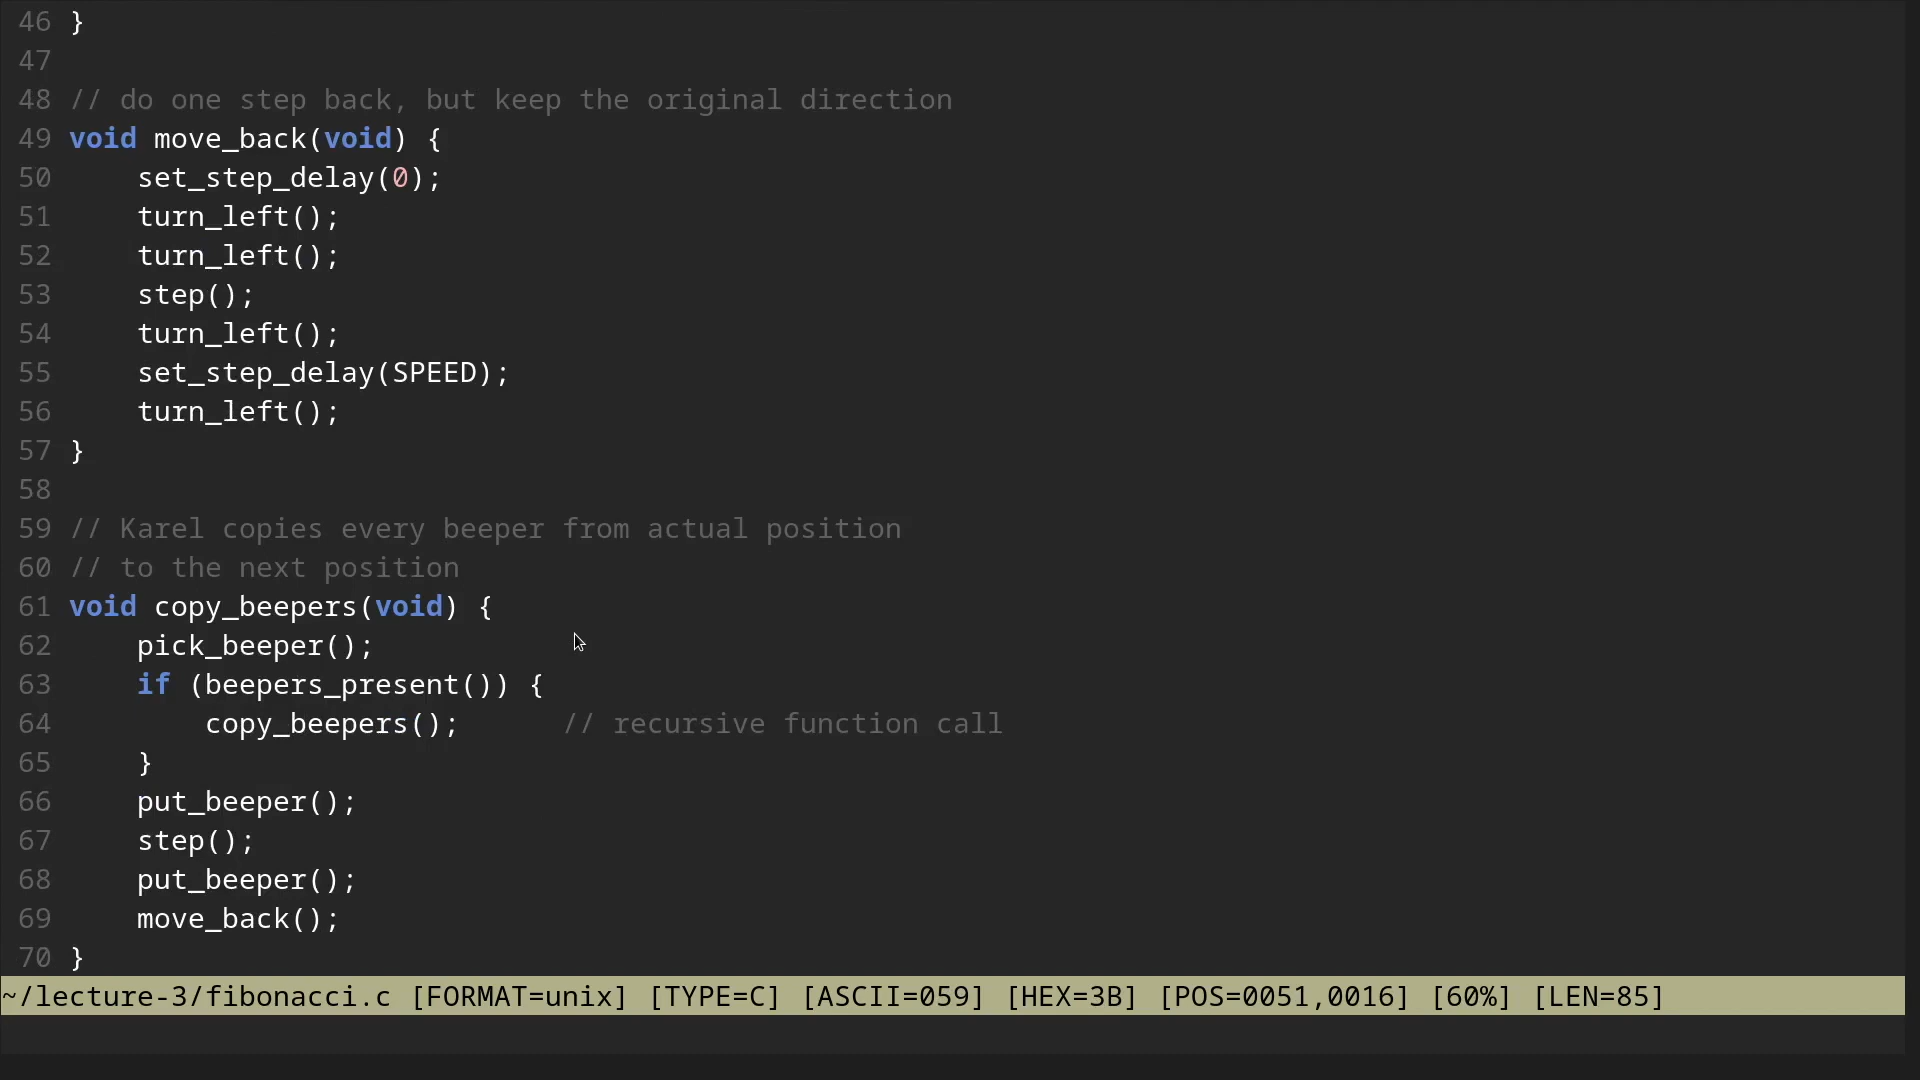 46 }
47
48 // do one step back, but keep the original direction
49 void move_back(void) {
50     set_step_delay(0);
51     turn_left();
52     turn_left();
53     step();
54     turn_left();
55     set_step_delay(SPEED);
56     turn_left();
57 }
58
59 // Karel copies every beeper from actual position
60 // to the next position
61 void copy_beepers(void) {
62     pick_beeper();
63     if (beepers_present()) {
64         copy_beepers();      // recursive function call
65     }
66     put_beeper();
67     step();
68     put_beeper();
69     move_back();
70 }
~/lecture-3/fibonacci.c [FORMAT=unix] [TYPE=C] [ASCII=059] [HEX=3B] [POS=0051,0016] [60%] [LEN=85]